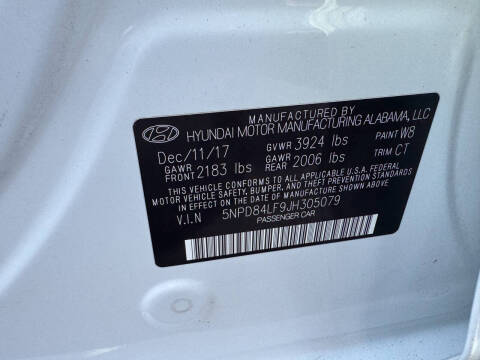 MANUFACTURED BY
HYUNDAI MOTOR MANUFACTURING ALABAMA, LLC
Dec/11/17 GVWR 3924 lbs PAINT W8
GAWR FRONT 2183 lbs GAWR REAR 2006 lbs TRIM CT
THIS VEHICLE CONFORMS TO ALL APPLICABLE U.S.A. FEDERAL
MOTOR VEHICLE SAFETY, BUMPER, AND THEFT PREVENTION STANDARDS
IN EFFECT ON THE DATE OF MANUFACTURE SHOWN ABOVE.
V.I.N 5NPD84LF9JH305079
PASSENGER CAR